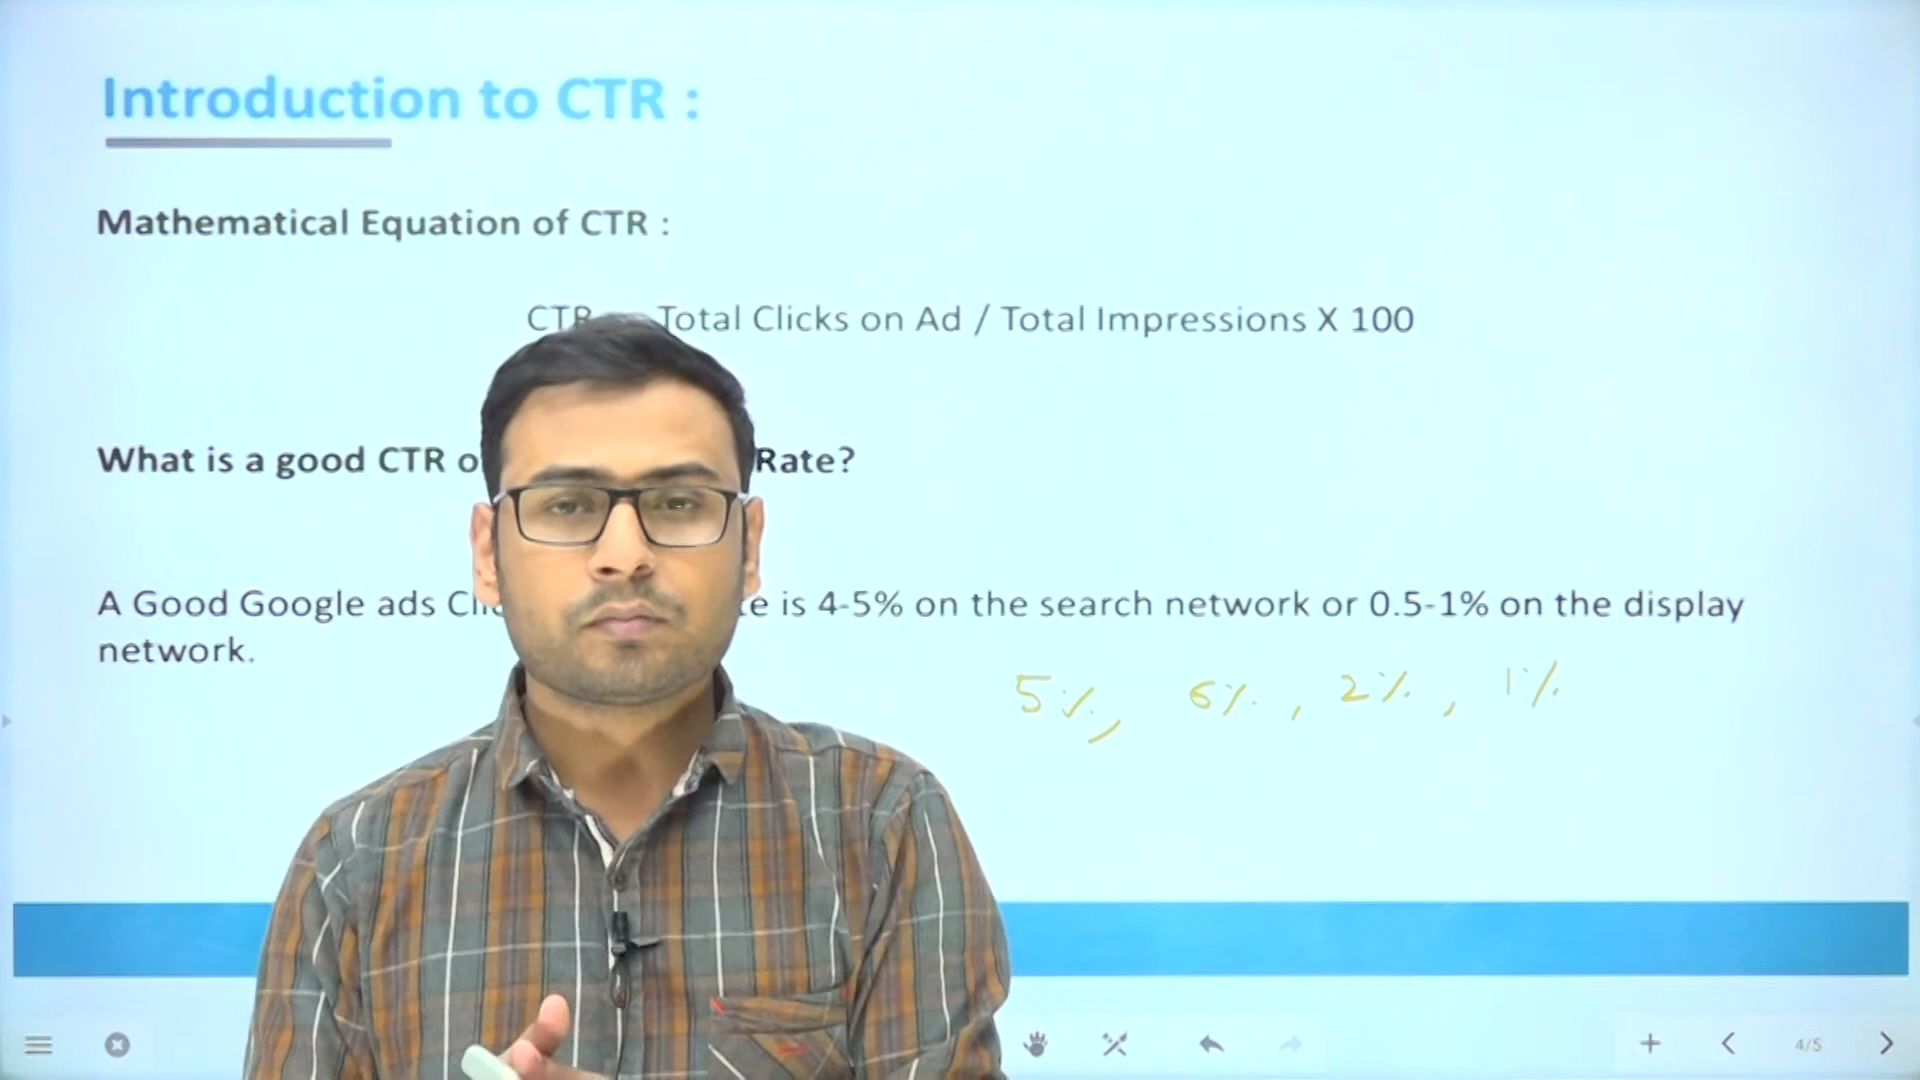 Introduction to CTR :
Mathematical Equation of CTR :
CTR Total Clicks on Ad / Total Impressions X 100
What is a good CTR Rate?
A Good Google ads is 4-5% on the search network or 0.5-1% on the display
network.
5%, 6%, 2%, 1%
4/5